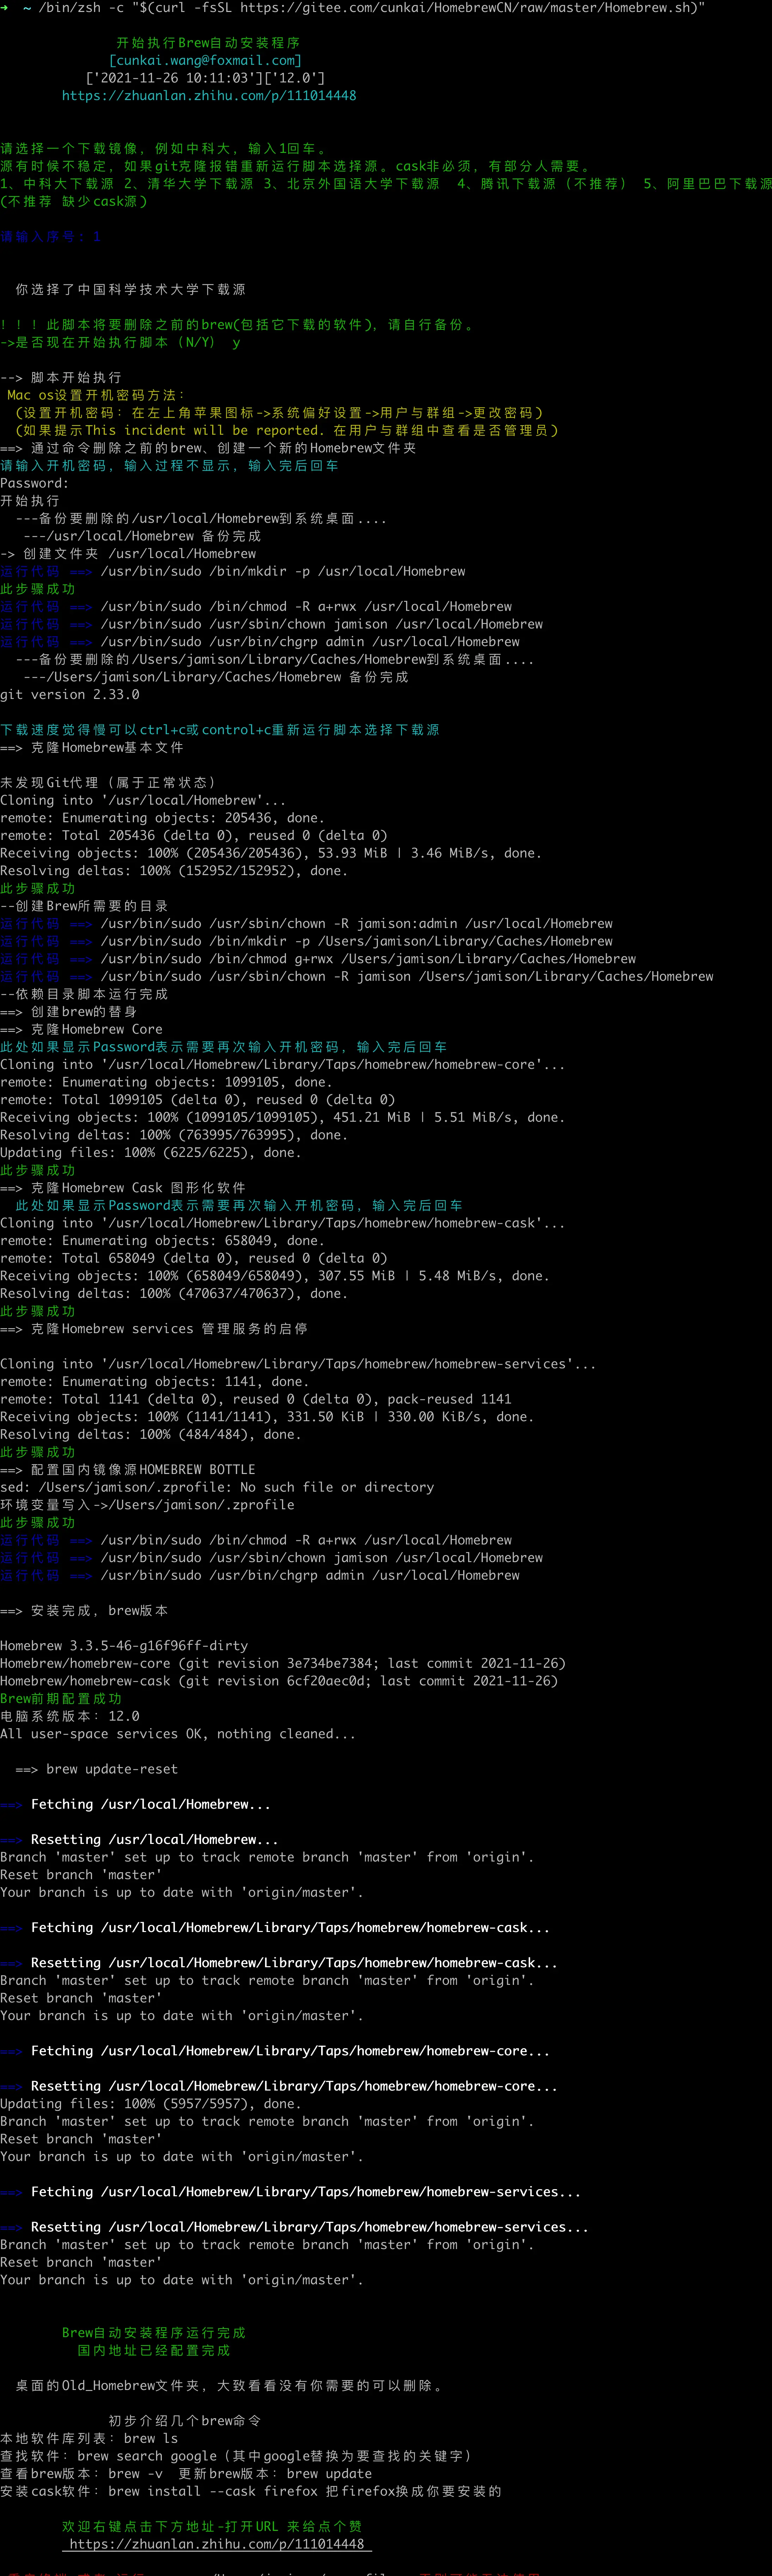 → ~ /bin/zsh -c "$(curl -fsSL https://gitee.com/cunkai/HomebrewCN/raw/master/Homebrew.sh)"
开始执行Brew自动安装程序
[cunkai.wang@foxmail.com]
['2021-11-26 10:11:03']['12.0']
https://zhuanlan.zhihu.com/p/111014448
请选择一个下载镜像，例如中科大，输入1回车。
源有时候不稳定，如果git克隆报错重新运行脚本选择源。cask非必须，有部分人需要。
1、中科大下载源 2、清华大学下载源 3、北京外国语大学下载源 4、腾讯下载源（不推荐） 5、阿里巴巴下载源
(不推荐 缺少cask源)
请输入序号: 1
你选择了中国科学技术大学下载源
！！！此脚本将要删除之前的brew(包括它下载的软件)，请自行备份。
->是否现在开始执行脚本（N/Y） y
--> 脚本开始执行
Mac os设置开机密码方法：
(设置开机密码：在左上角苹果图标->系统偏好设置->用户与群组->更改密码)
(如果提示This incident will be reported. 在用户与群组中查看是否管理员)
==> 通过命令删除之前的brew、创建一个新的Homebrew文件夹
请输入开机密码，输入过程不显示，输入完后回车
Password:
开始执行
---备份要删除的/usr/local/Homebrew到系统桌面....
---/usr/local/Homebrew 备份完成
-> 创建文件夹 /usr/local/Homebrew
运行代码 ==> /usr/bin/sudo /bin/mkdir -p /usr/local/Homebrew
此步骤成功
运行代码 ==> /usr/bin/sudo /bin/chmod -R a+rwx /usr/local/Homebrew
运行代码 ==> /usr/bin/sudo /usr/sbin/chown jamison /usr/local/Homebrew
运行代码 ==> /usr/bin/sudo /usr/bin/chgrp admin /usr/local/Homebrew
---备份要删除的/Users/jamison/Library/Caches/Homebrew到系统桌面....
---/Users/jamison/Library/Caches/Homebrew 备份完成
git version 2.33.0
下载速度觉得慢可以ctrl+c或control+c重新运行脚本选择下载源
==> 克隆Homebrew基本文件
未发现Git代理（属于正常状态）
Cloning into '/usr/local/Homebrew'...
remote: Enumerating objects: 205436, done.
remote: Total 205436 (delta 0), reused 0 (delta 0)
Receiving objects: 100% (205436/205436), 53.93 MiB | 3.46 MiB/s, done.
Resolving deltas: 100% (152952/152952), done.
此步骤成功
--创建Brew所需要的目录
运行代码 ==> /usr/bin/sudo /usr/sbin/chown -R jamison:admin /usr/local/Homebrew
运行代码 ==> /usr/bin/sudo /bin/mkdir -p /Users/jamison/Library/Caches/Homebrew
运行代码 ==> /usr/bin/sudo /bin/chmod g+rwx /Users/jamison/Library/Caches/Homebrew
运行代码 ==> /usr/bin/sudo /usr/sbin/chown -R jamison /Users/jamison/Library/Caches/Homebrew
--依赖目录脚本运行完成
==> 创建brew的替身
==> 克隆Homebrew Core
此处如果显示Password表示需要再次输入开机密码，输入完后回车
Cloning into '/usr/local/Homebrew/Library/Taps/homebrew/homebrew-core'...
remote: Enumerating objects: 1099105, done.
remote: Total 1099105 (delta 0), reused 0 (delta 0)
Receiving objects: 100% (1099105/1099105), 451.21 MiB | 5.51 MiB/s, done.
Resolving deltas: 100% (763995/763995), done.
Updating files: 100% (6225/6225), done.
此步骤成功
==> 克隆Homebrew Cask 图形化软件
此处如果显示Password表示需要再次输入开机密码，输入完后回车
Cloning into '/usr/local/Homebrew/Library/Taps/homebrew/homebrew-cask'...
remote: Enumerating objects: 658049, done.
remote: Total 658049 (delta 0), reused 0 (delta 0)
Receiving objects: 100% (658049/658049), 307.55 MiB | 5.48 MiB/s, done.
Resolving deltas: 100% (470637/470637), done.
此步骤成功
==> 克隆Homebrew services 管理服务的启停
Cloning into '/usr/local/Homebrew/Library/Taps/homebrew/homebrew-services'...
remote: Enumerating objects: 1141, done.
remote: Total 1141 (delta 0), reused 0 (delta 0), pack-reused 1141
Receiving objects: 100% (1141/1141), 331.50 KiB | 330.00 KiB/s, done.
Resolving deltas: 100% (484/484), done.
此步骤成功
==> 配置国内镜像源HOMEBREW BOTTLE
sed: /Users/jamison/.zprofile: No such file or directory
环境变量写入->/Users/jamison/.zprofile
此步骤成功
运行代码 ==> /usr/bin/sudo /bin/chmod -R a+rwx /usr/local/Homebrew
运行代码 ==> /usr/bin/sudo /usr/sbin/chown jamison /usr/local/Homebrew
运行代码 ==> /usr/bin/sudo /usr/bin/chgrp admin /usr/local/Homebrew
==> 安装完成，brew版本
Homebrew 3.3.5-46-g16f96ff-dirty
Homebrew/homebrew-core (git revision 3e734be7384; last commit 2021-11-26)
Homebrew/homebrew-cask (git revision 6cf20aec0d; last commit 2021-11-26)
Brew前期配置成功
电脑系统版本：12.0
All user-space services OK, nothing cleaned...
==> brew update-reset
==> Fetching /usr/local/Homebrew...
==> Resetting /usr/local/Homebrew...
Branch 'master' set up to track remote branch 'master' from 'origin'.
Reset branch 'master'
Your branch is up to date with 'origin/master'.
==> Fetching /usr/local/Homebrew/Library/Taps/homebrew/homebrew-cask...
==> Resetting /usr/local/Homebrew/Library/Taps/homebrew/homebrew-cask...
Branch 'master' set up to track remote branch 'master' from 'origin'.
Reset branch 'master'
Your branch is up to date with 'origin/master'.
==> Fetching /usr/local/Homebrew/Library/Taps/homebrew/homebrew-core...
==> Resetting /usr/local/Homebrew/Library/Taps/homebrew/homebrew-core...
Updating files: 100% (5957/5957), done.
Branch 'master' set up to track remote branch 'master' from 'origin'.
Reset branch 'master'
Your branch is up to date with 'origin/master'.
==> Fetching /usr/local/Homebrew/Library/Taps/homebrew/homebrew-services...
==> Resetting /usr/local/Homebrew/Library/Taps/homebrew/homebrew-services...
Branch 'master' set up to track remote branch 'master' from 'origin'.
Reset branch 'master'
Your branch is up to date with 'origin/master'.
Brew自动安装程序运行完成
国内地址已经配置完成
桌面的Old_Homebrew文件夹，大致看看没有你需要的可以删除。
初步介绍几个brew命令
本地软件库列表：brew ls
查找软件：brew search google（其中google替换为要查找的关键字）
查看brew版本：brew -v 更新brew版本：brew update
安装cask软件：brew install --cask firefox 把firefox换成你要安装的
欢迎右键点击下方地址-打开URL 来给点个赞
https://zhuanlan.zhihu.com/p/111014448